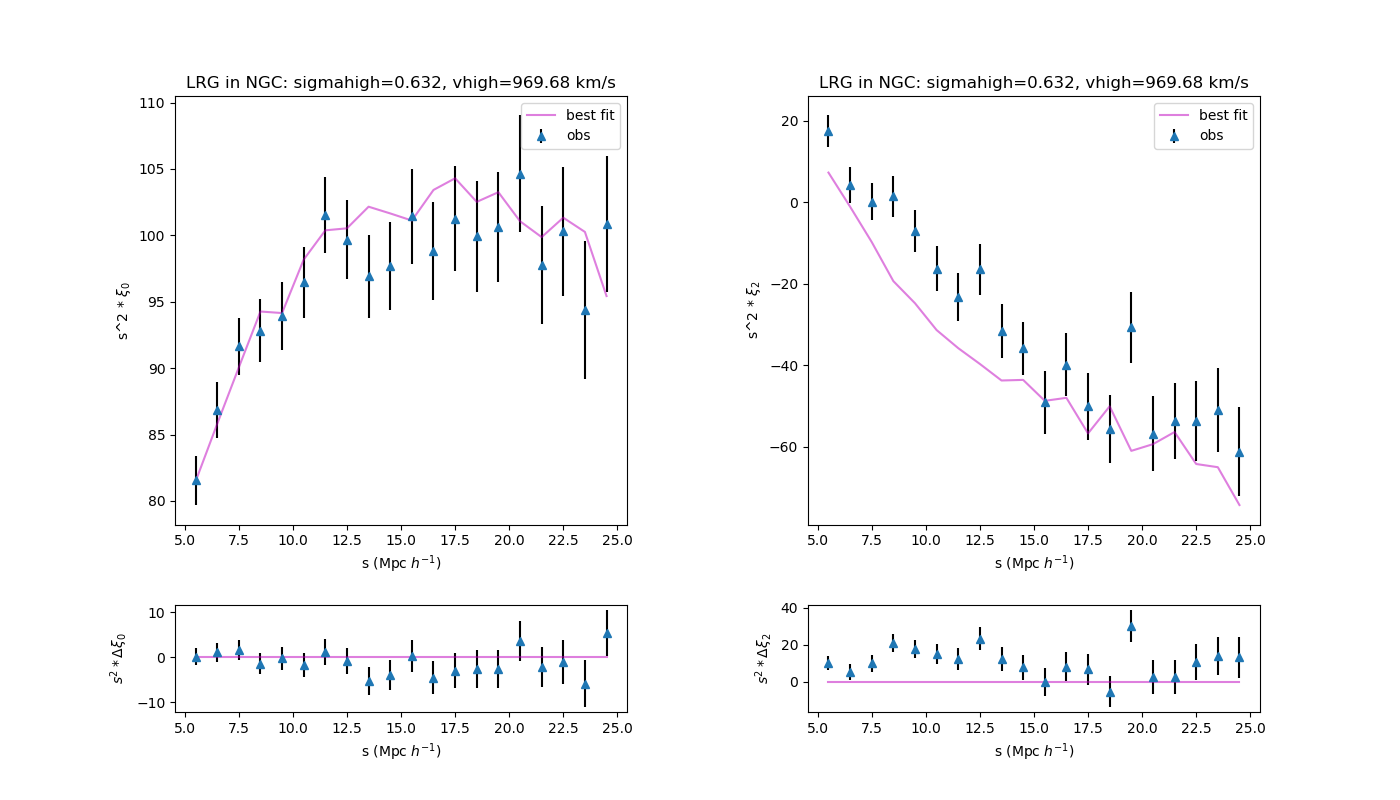 LRG in NGC: sigmahigh=0.632, vhigh=969.68 km/s
110
105
100
95
90
85
80
s^2 * ξ0
best fit
obs
5.0 7.5 10.0 12.5 15.0 17.5 20.0 22.5 25.0
s (Mpc h−1)
10
0
−10
s2 * Δξ0
5.0 7.5 10.0 12.5 15.0 17.5 20.0 22.5 25.0
s (Mpc h−1)
LRG in NGC: sigmahigh=0.632, vhigh=969.68 km/s
20
0
−20
−40
−60
s^2 * ξ2
best fit
obs
5.0 7.5 10.0 12.5 15.0 17.5 20.0 22.5 25.0
s (Mpc h−1)
40
20
0
s2 * Δξ2
5.0 7.5 10.0 12.5 15.0 17.5 20.0 22.5 25.0
s (Mpc h−1)